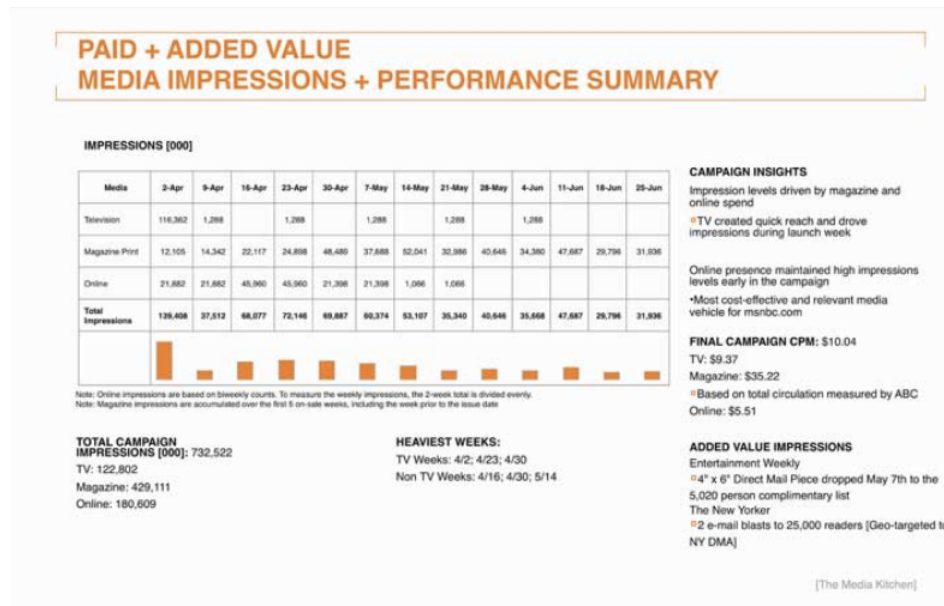 PAID + ADDED VALUE
MEDIA IMPRESSIONS + PERFORMANCE SUMMARY
IMPRESSIONS [000]
Media 2-Apr 9-Apr 16-Apr 23-Apr 30-Apr 7-May 14-May 21-May 28-May 4-Jun 11-Jun 18-Jun 25-Jun
Television 116,362 1,288 1,288 1,288 1,288 1,288
Magazine Print 12,105 14,342 22,117 24,898 48,489 37,688 52,041 32,986 40,646 34,380 47,687 29,796 31,936
Online 21,882 21,882 45,960 45,960 21,398 21,398 1,066 1,066
Total
Impressions 139,408 37,512 68,077 72,146 69,887 60,374 53,107 35,340 40,646 35,668 47,687 29,796 31,936
Note: Online impressions are based on biweekly counts. To measure the weekly impressions, the 2-week total is divided evenly.
Note: Magazine impressions are accumulated over the first 5 on-sale weeks, including the week prior to the issue date
TOTAL CAMPAIGN
IMPRESSIONS [000]: 732,522
TV: 122,802
Magazine: 429,111
Online: 180,609
HEAVIEST WEEKS:
TV Weeks: 4/2; 4/23; 4/30
Non TV Weeks: 4/16; 4/30; 5/14
CAMPAIGN INSIGHTS
Impression levels driven by magazine and
online spend
TV created quick reach and drove
impressions during launch week
Online presence maintained high impressions
levels early in the campaign
•Most cost-effective and relevant media
vehicle for msnbc.com
FINAL CAMPAIGN CPM: $10.04
TV: $9.37
Magazine: $35.22
Based on total circulation measured by ABC
Online: $5.51
ADDED VALUE IMPRESSIONS
Entertainment Weekly
4" x 6" Direct Mail Piece dropped May 7th to the
5,020 person complimentary list
The New Yorker
2 e-mail blasts to 25,000 readers [Geo-targeted to
NY DMA]
[The Media Kitchen]